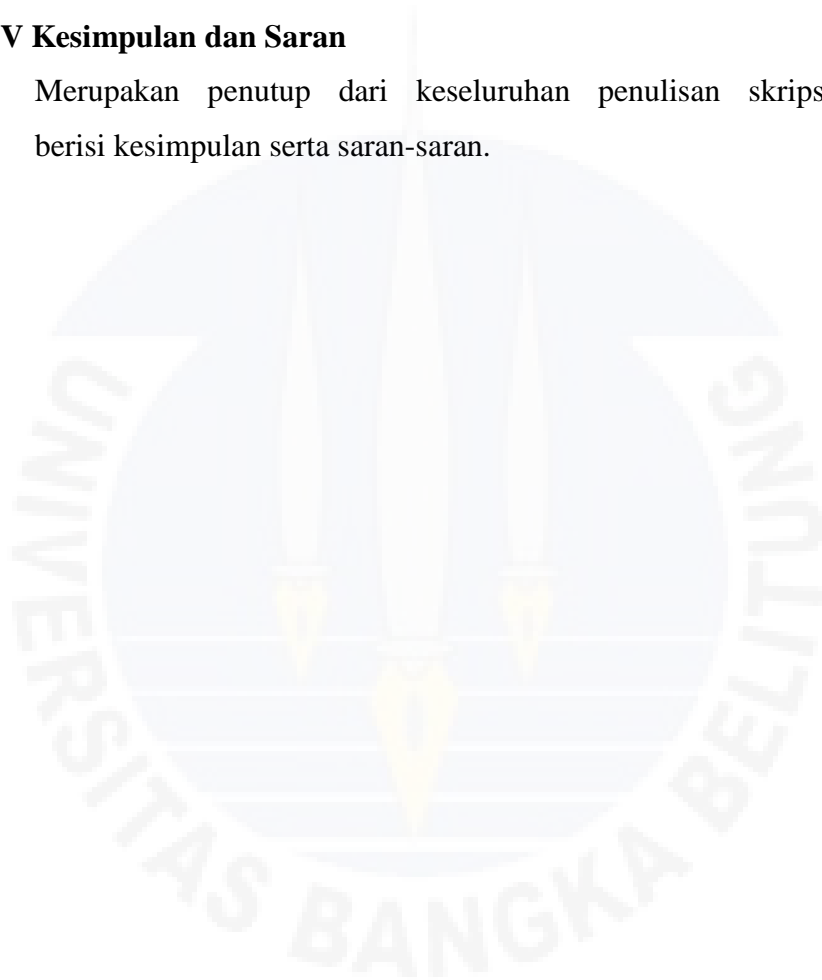 V Kesimpulan dan Saran
Merupakan penutup dari keseluruhan penulisan skrips
berisi kesimpulan serta saran-saran.
UNIVERSITAS BANGKA BELITUNG